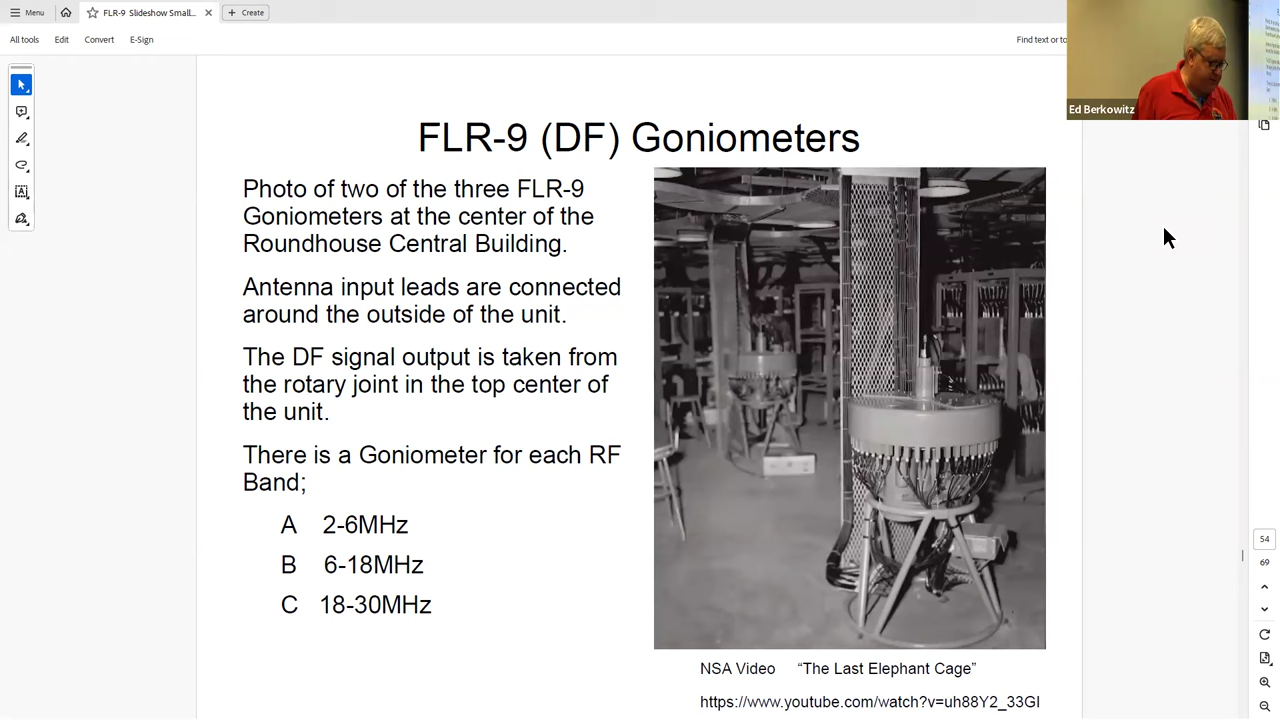 Menu
FLR-9 Slideshow Small...
Create
All tools
Edit
Convert
E-Sign
Find text or to
Ed Berkowitz
FLR-9 (DF) Goniometers
Photo of two of the three FLR-9
Goniometers at the center of the
Roundhouse Central Building.
Antenna input leads are connected
around the outside of the unit.
The DF signal output is taken from
the rotary joint in the top center of
the unit.
There is a Goniometer for each RF
Band;
A 2-6MHz
B 6-18MHz
C 18-30MHz
NSA Video “The Last Elephant Cage”
https://www.youtube.com/watch?v=uh88Y2_33GI
54
69